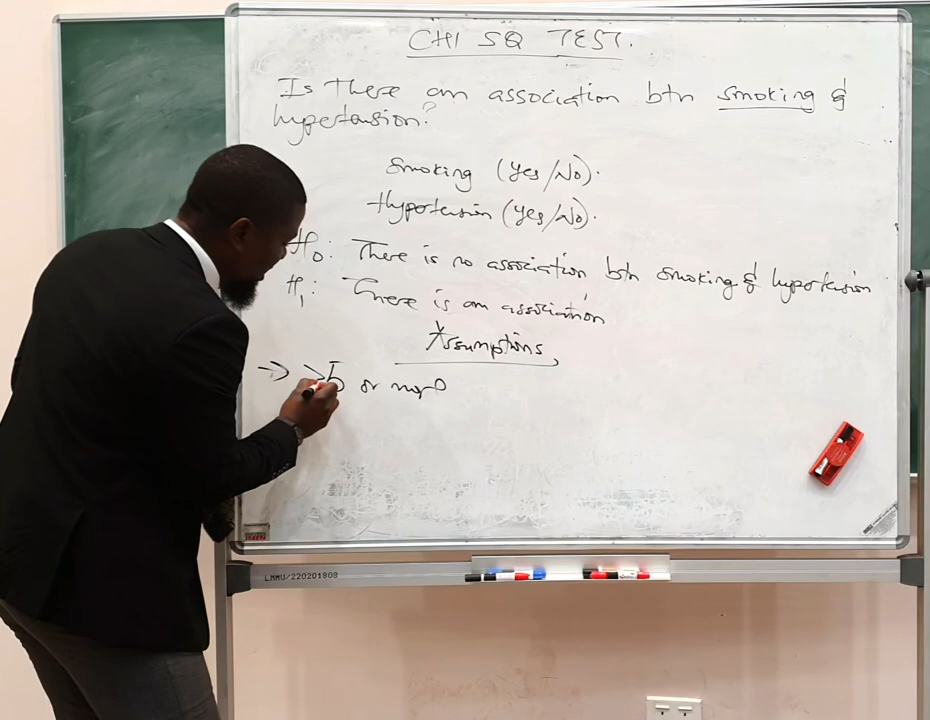 CHI SQ TEST.
Is There an association btn smoking &
hypertension?
Smoking (Yes/No).
Hypertension (Yes/No).
H0: There is no association btn smoking & hypertension
H1: There is an association
Assumptions
→ >5 or more
LMMU/220201808